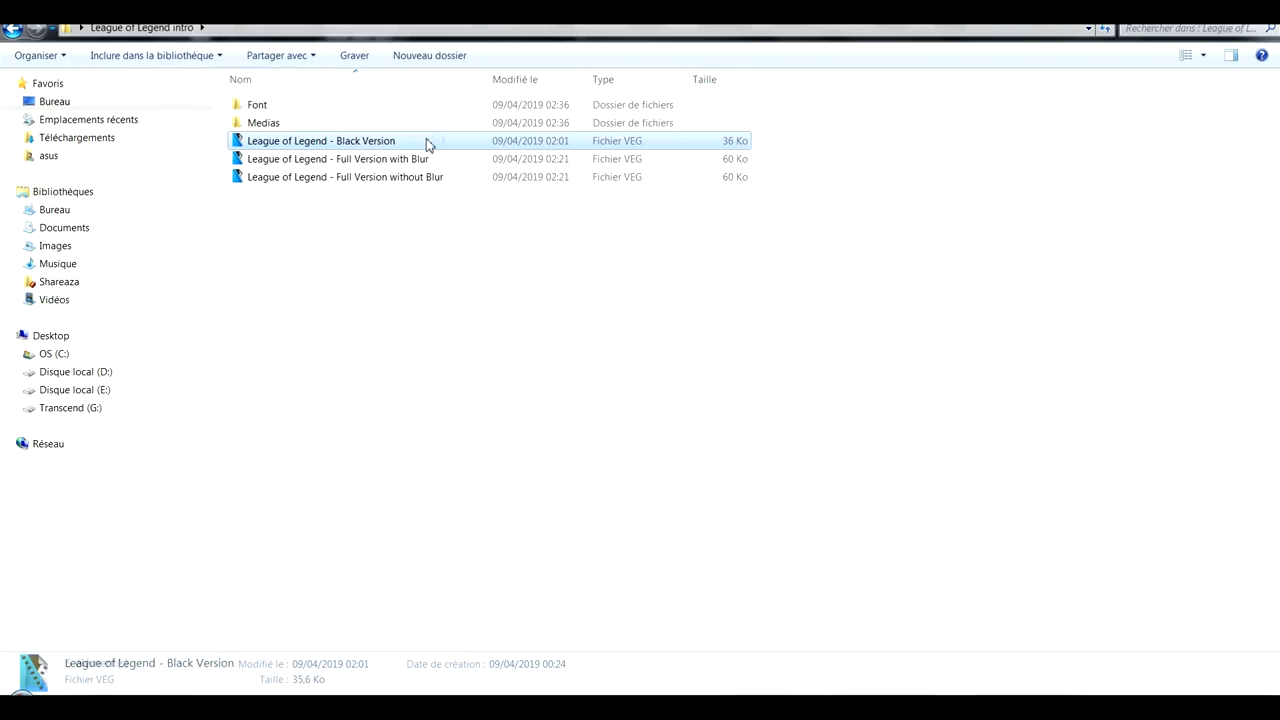 League of Legend intro
Rechercher dans : League of L...
Organiser
Inclure dans la bibliothèque
Partager avec
Graver
Nouveau dossier
Nom
Modifié le
Type
Taille
Favoris
Bureau
Emplacements récents
Téléchargements
asus
Bibliothèques
Bureau
Documents
Images
Musique
Shareaza
Vidéos
Desktop
OS (C:)
Disque local (D:)
Disque local (E:)
Transcend (G:)
Réseau
Font 09/04/2019 02:36 Dossier de fichiers
Medias 09/04/2019 02:36 Dossier de fichiers
League of Legend - Black Version 09/04/2019 02:01 Fichier VEG 36 Ko
League of Legend - Full Version with Blur 09/04/2019 02:21 Fichier VEG 60 Ko
League of Legend - Full Version without Blur 09/04/2019 02:21 Fichier VEG 60 Ko
League of Legend - Black Version Modifié le : 09/04/2019 02:01 Date de création : 09/04/2019 00:24
Fichier VEG Taille : 35,6 Ko